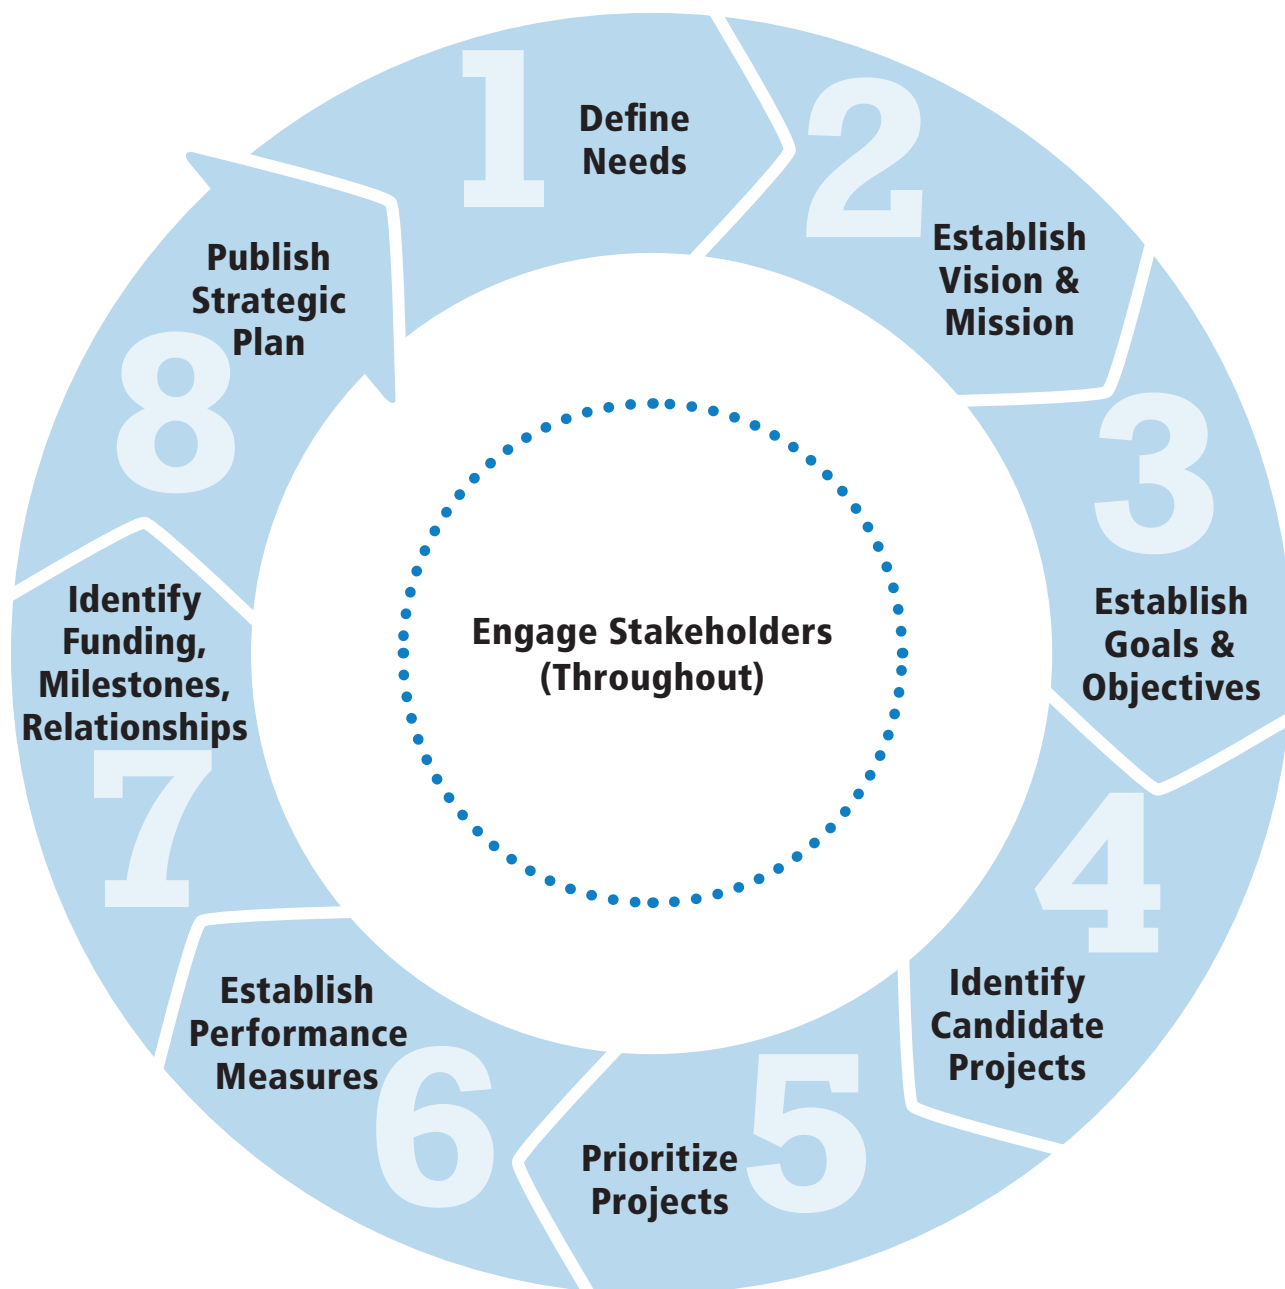 1
Define
Needs
2
Establish
Vision &
Mission
3
Establish
Goals &
Objectives
4
Identify
Candidate
Projects
5
Prioritize
Projects
6
Establish
Performance
Measures
7
Identify
Funding,
Milestones,
Relationships
8
Publish
Strategic
Plan
Engage Stakeholders
(Throughout)